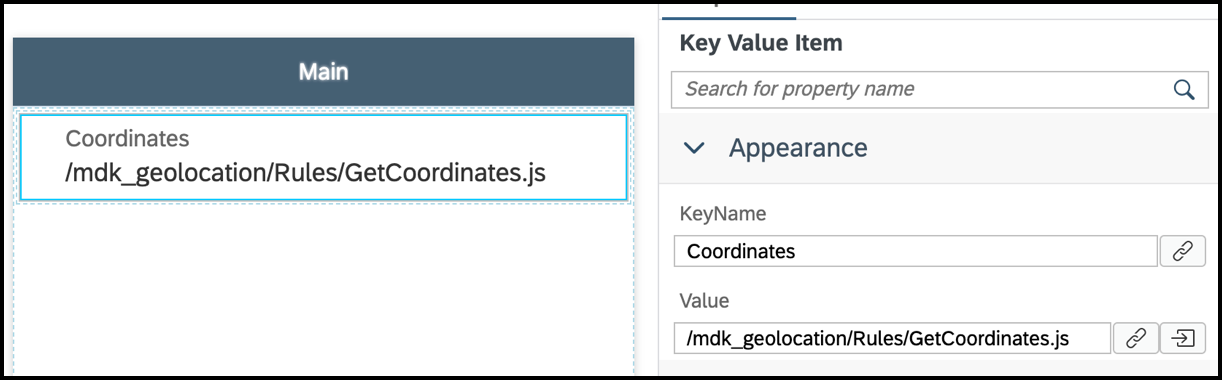 Main
Coordinates
/mdk_geolocation/Rules/GetCoordinates.js
Key Value Item
Search for property name
Appearance
KeyName
Coordinates
Value
/mdk_geolocation/Rules/GetCoordinates.js